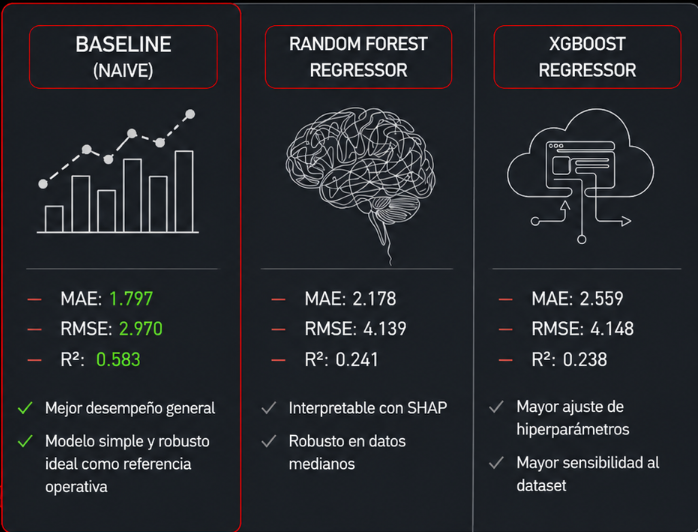 BASELINE
(NAIVE)
— MAE: 1.797
— RMSE: 2.970
— R²: 0.583
✓ Mejor desempeño general
✓ Modelo simple y robusto
ideal como referencia
operativa
RANDOM FOREST
REGRESSOR
— MAE: 2.178
— RMSE: 4.139
— R²: 0.241
✓ Interpretable con SHAP
✓ Robusto en datos
medianos
XGBOOST
REGRESSOR
— MAE: 2.559
— RMSE: 4.148
— R²: 0.238
✓ Mayor ajuste de
hiperparámetros
✓ Mayor sensibilidad al
dataset